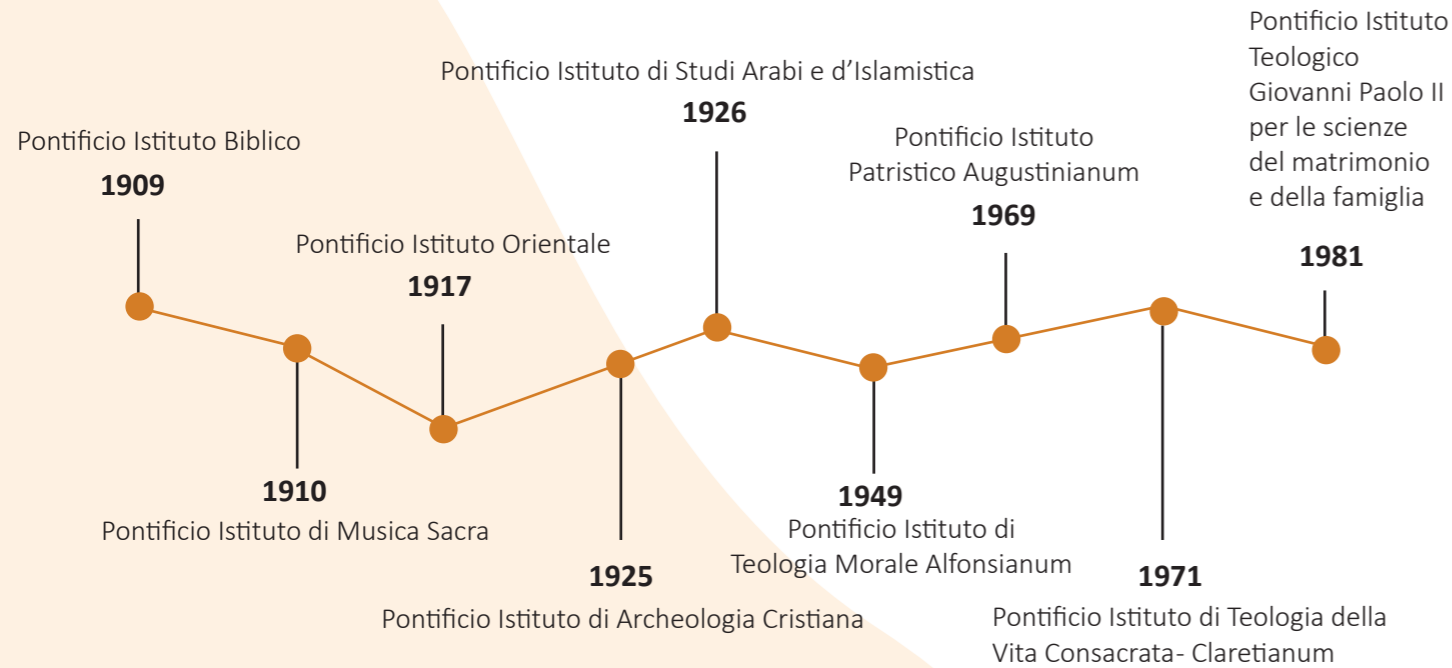 Pontificio Istituto Biblico
1909
1910
Pontificio Istituto di Musica Sacra
Pontificio Istituto Orientale
1917
1925
Pontificio Istituto di Archeologia Cristiana
Pontificio Istituto di Studi Arabi e d’Islamistica
1926
1949
Pontificio Istituto di
Teologia Morale Alfonsianum
Pontificio Istituto
Patristico Augustinianum
1969
1971
Pontificio Istituto di Teologia della
Vita Consacrata- Claretianum
Pontificio Istituto
Teologico
Giovanni Paolo II
per le scienze
del matrimonio
e della famiglia
1981